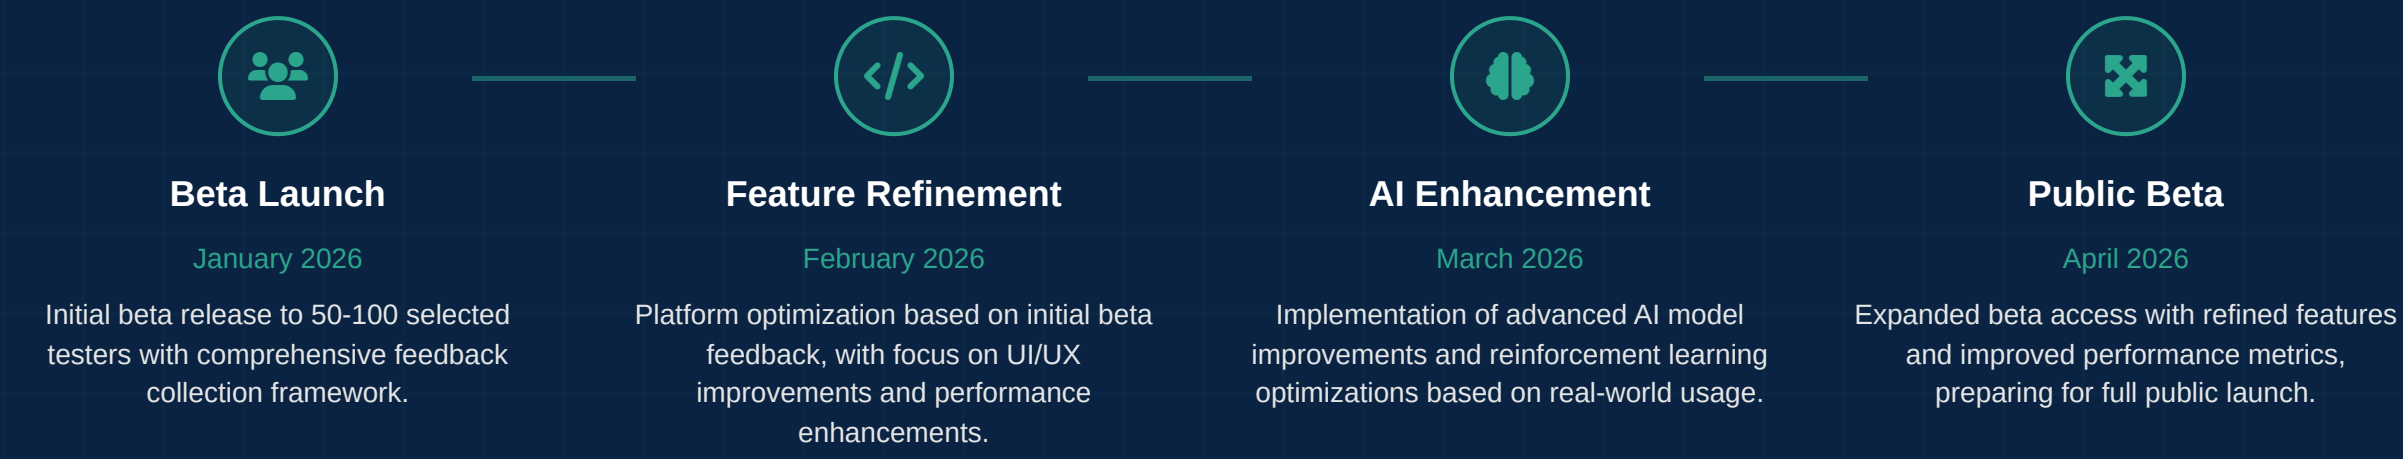 Beta Launch
January 2026
Initial beta release to 50-100 selected
testers with comprehensive feedback
collection framework.
Feature Refinement
February 2026
Platform optimization based on initial beta
feedback, with focus on UI/UX
improvements and performance
enhancements.
AI Enhancement
March 2026
Implementation of advanced AI model
improvements and reinforcement learning
optimizations based on real-world usage.
Public Beta
April 2026
Expanded beta access with refined features
and improved performance metrics,
preparing for full public launch.